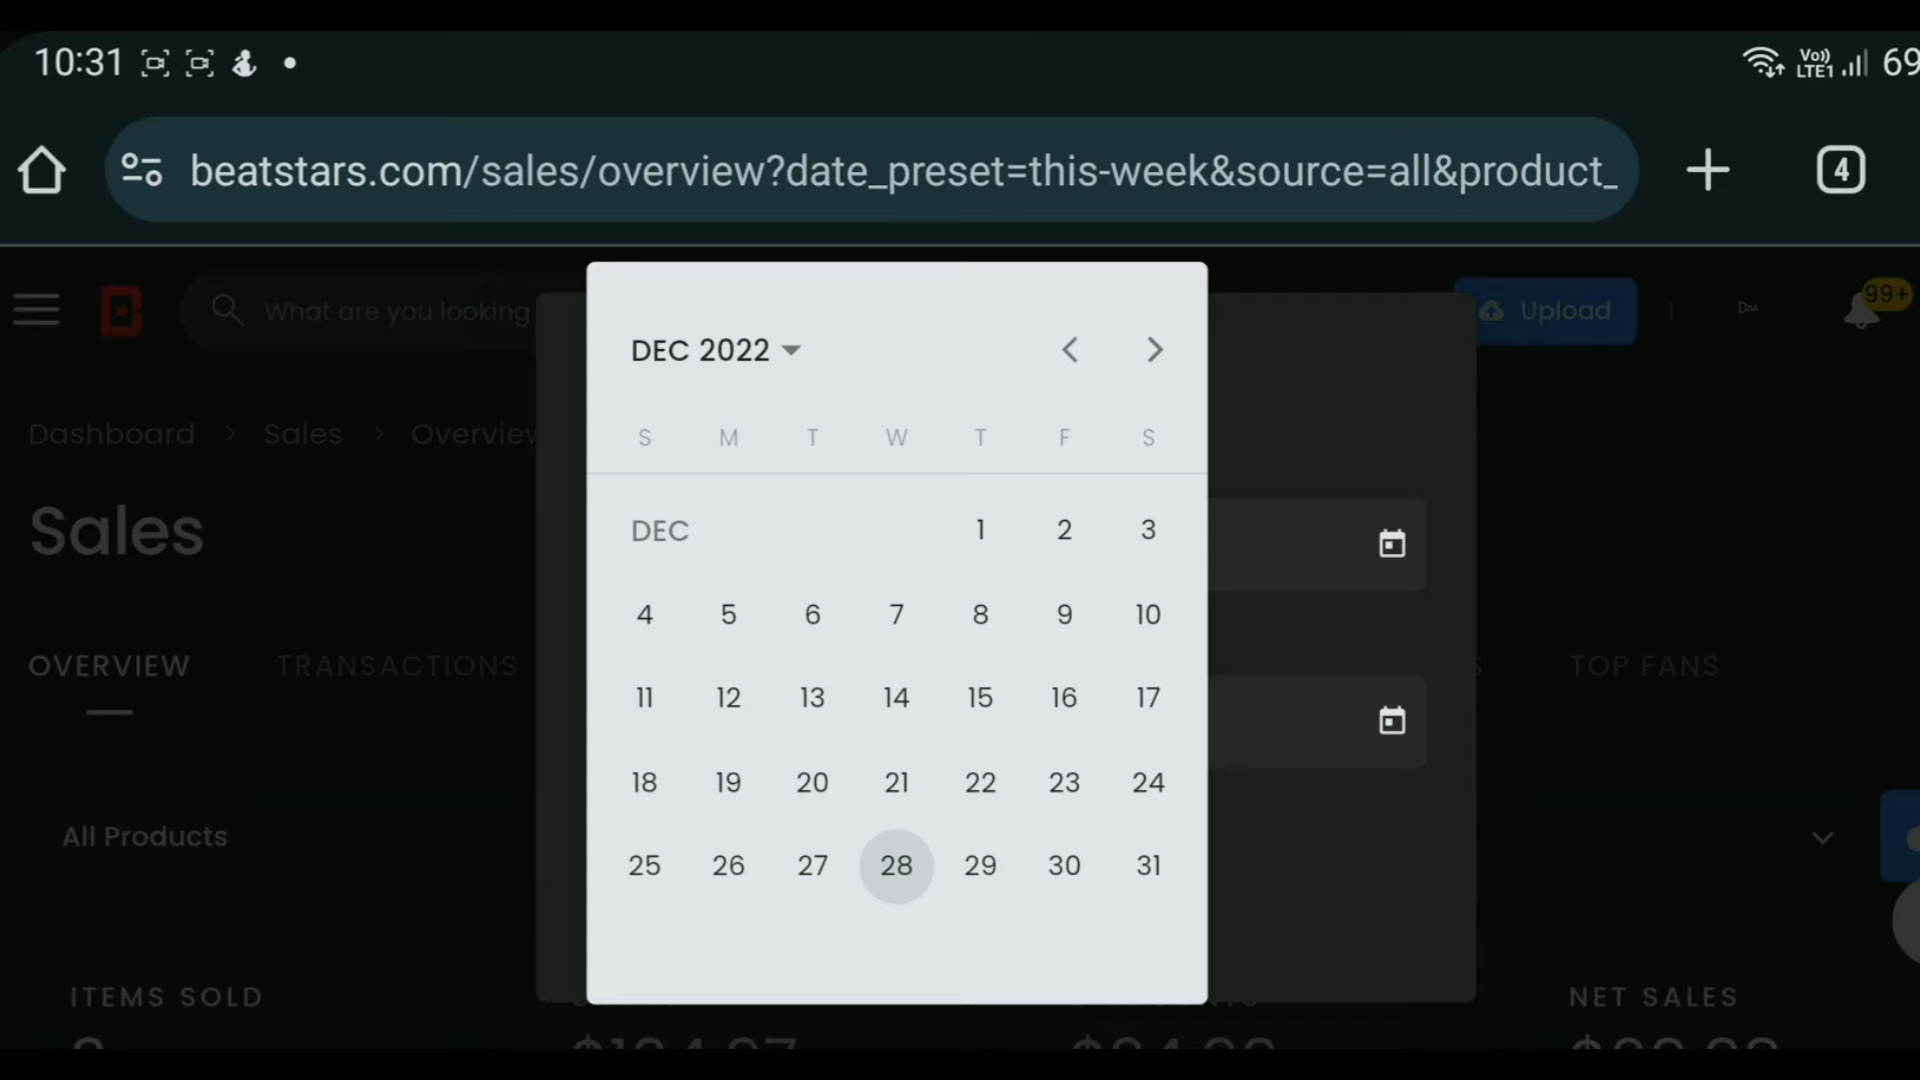 10:31 Vo)) LTE1 69
beatstars.com/sales/overview?date_preset=this-week&source=all&product_
4
What are you looking
Upload
99+
DEC 2022
Dashboard > Sales > Overview
S M T W T F S
Sales
DEC 1 2 3
4 5 6 7 8 9 10
OVERVIEW TRANSACTIONS TOP FANS
11 12 13 14 15 16 17
18 19 20 21 22 23 24
All Products
25 26 27 28 29 30 31
ITEMS SOLD
NET SALES